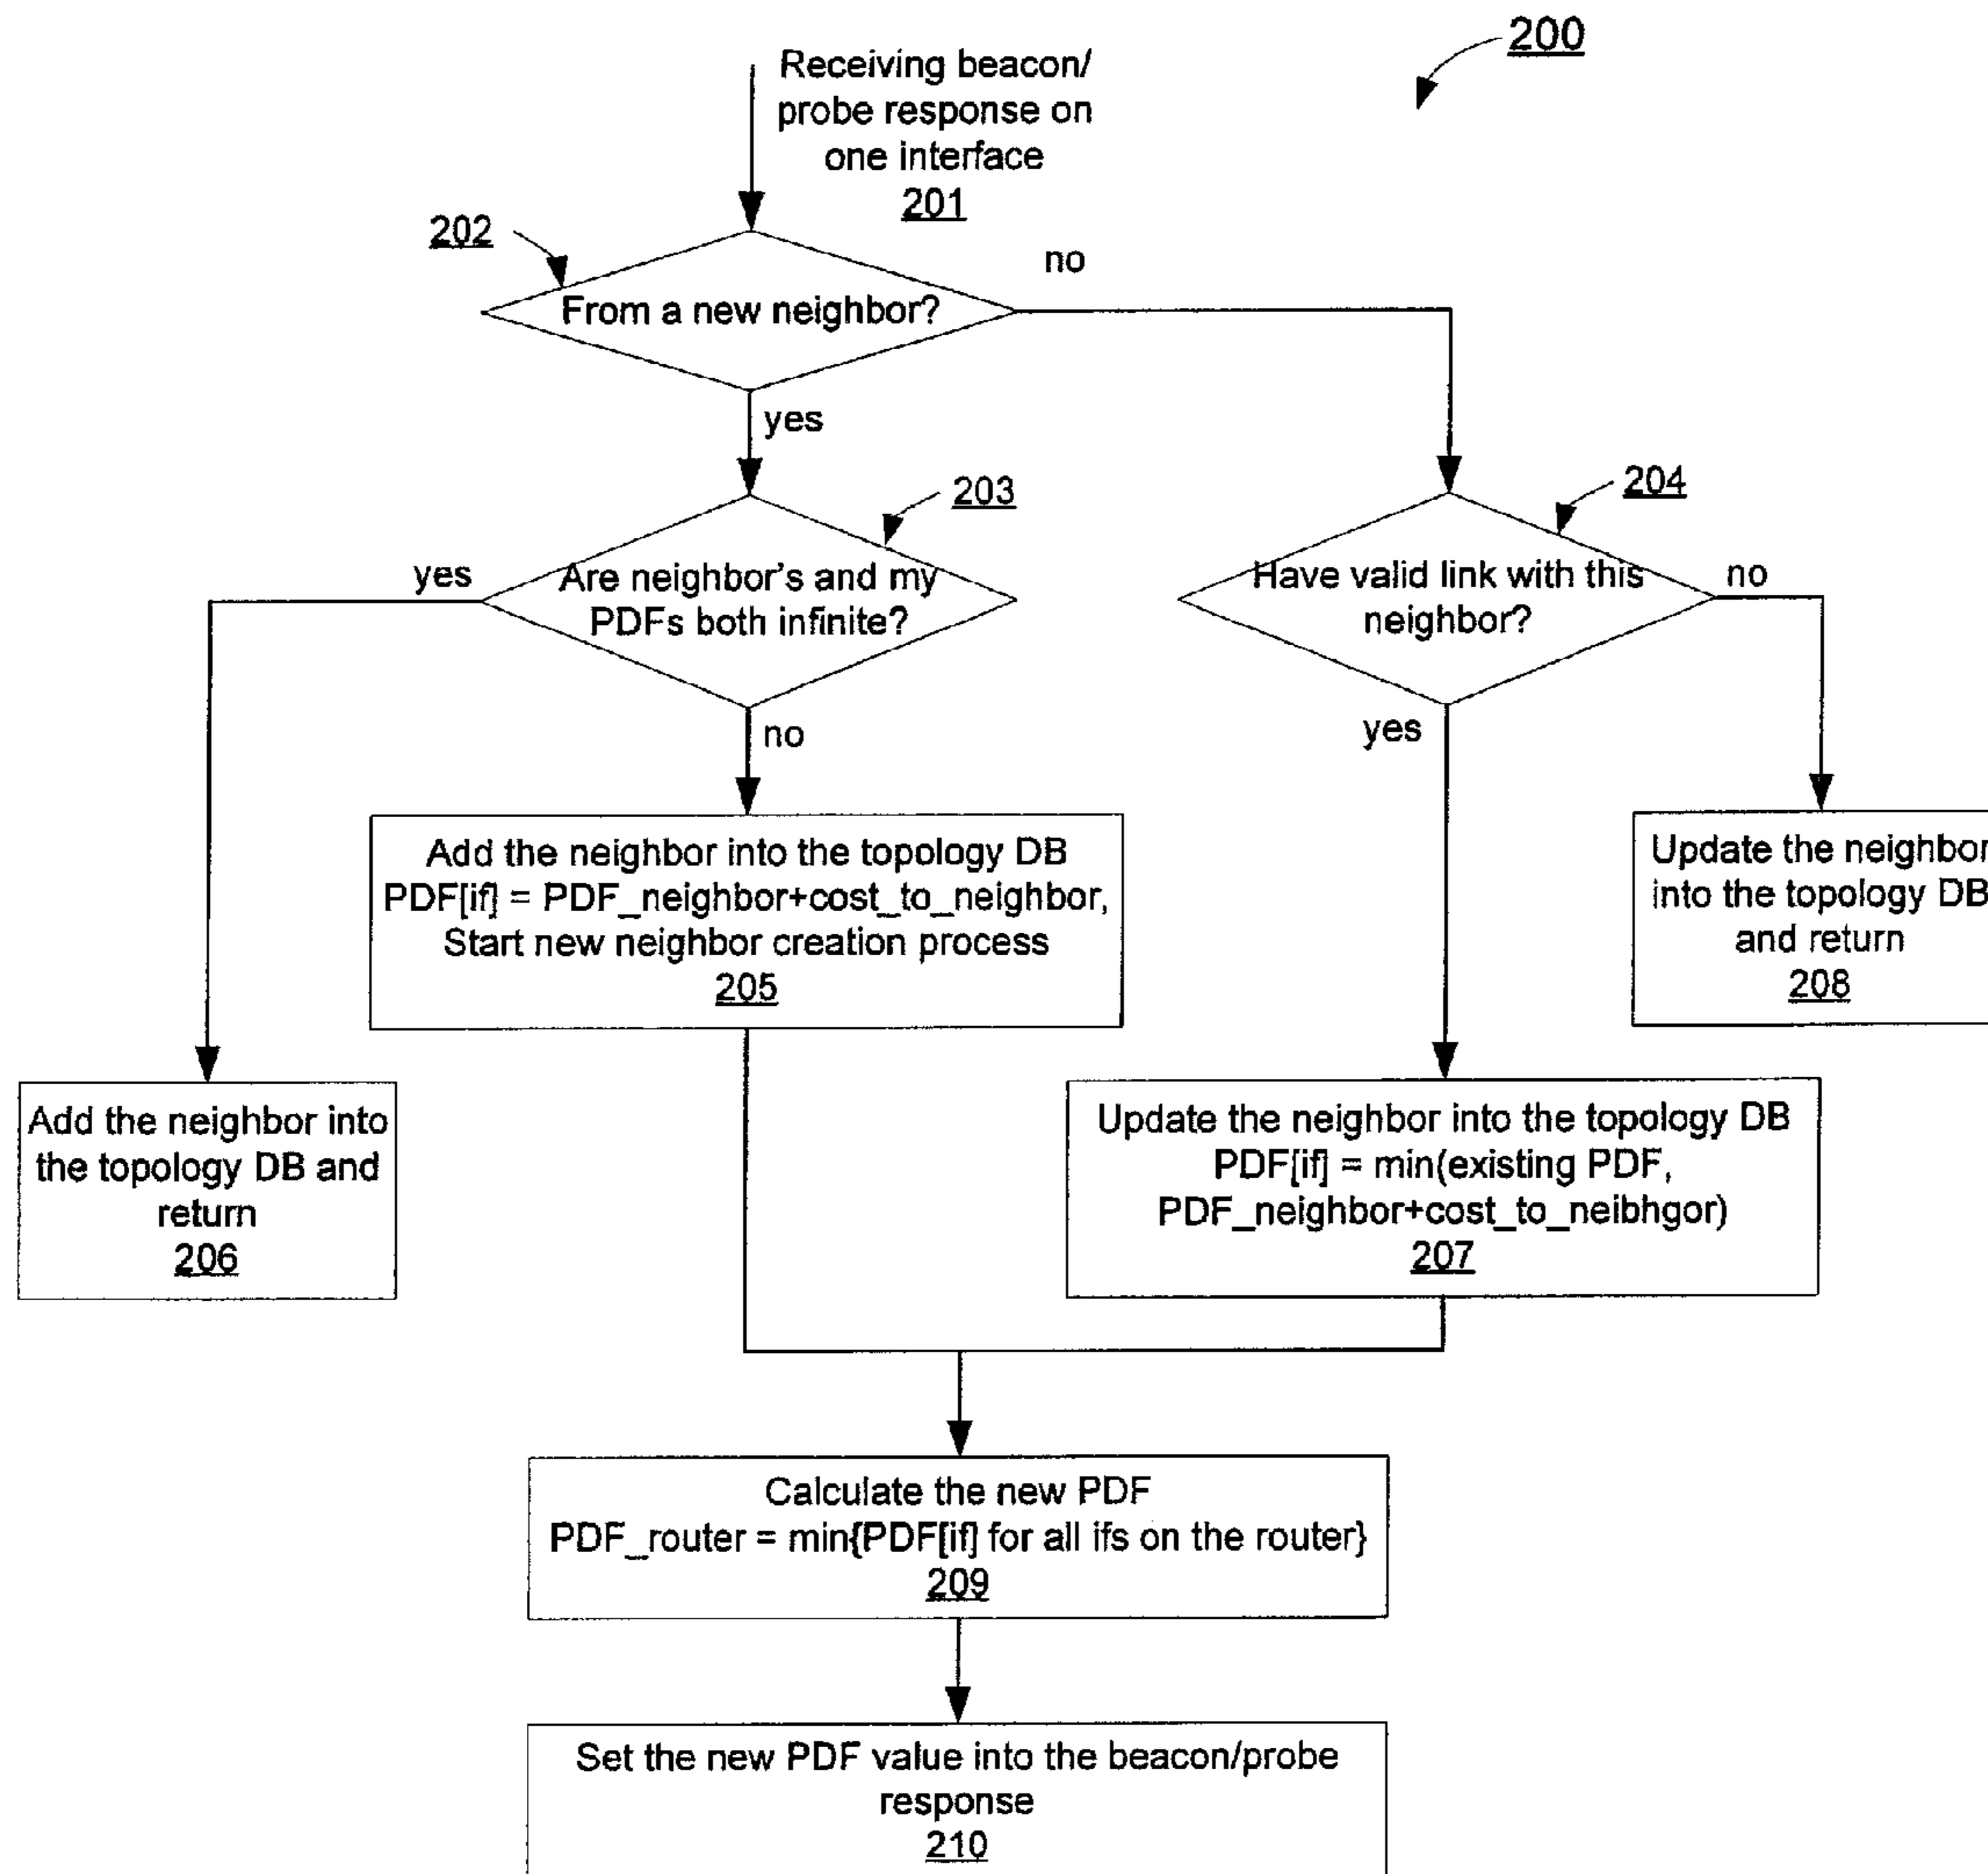 200
Receiving beacon/
probe response on
one interface
201
202
From a new neighbor?
no
yes
203
204
Are neighbor's and my
PDFs both infinite?
yes
no
Have valid link with this
neighbor?
no
yes
Add the neighbor into the topology DB
PDF[if] = PDF_neighbor+cost_to_neighbor,
Start new neighbor creation process
205
Update the neighbor
into the topology DB
and return
208
Add the neighbor into
the topology DB and
return
206
Update the neighbor into the topology DB
PDF[if] = min(existing PDF,
PDF_neighbor+cost_to_neibhgor)
207
Calculate the new PDF
PDF_router = min{PDF[if] for all ifs on the router}
209
Set the new PDF value into the beacon/probe
response
210